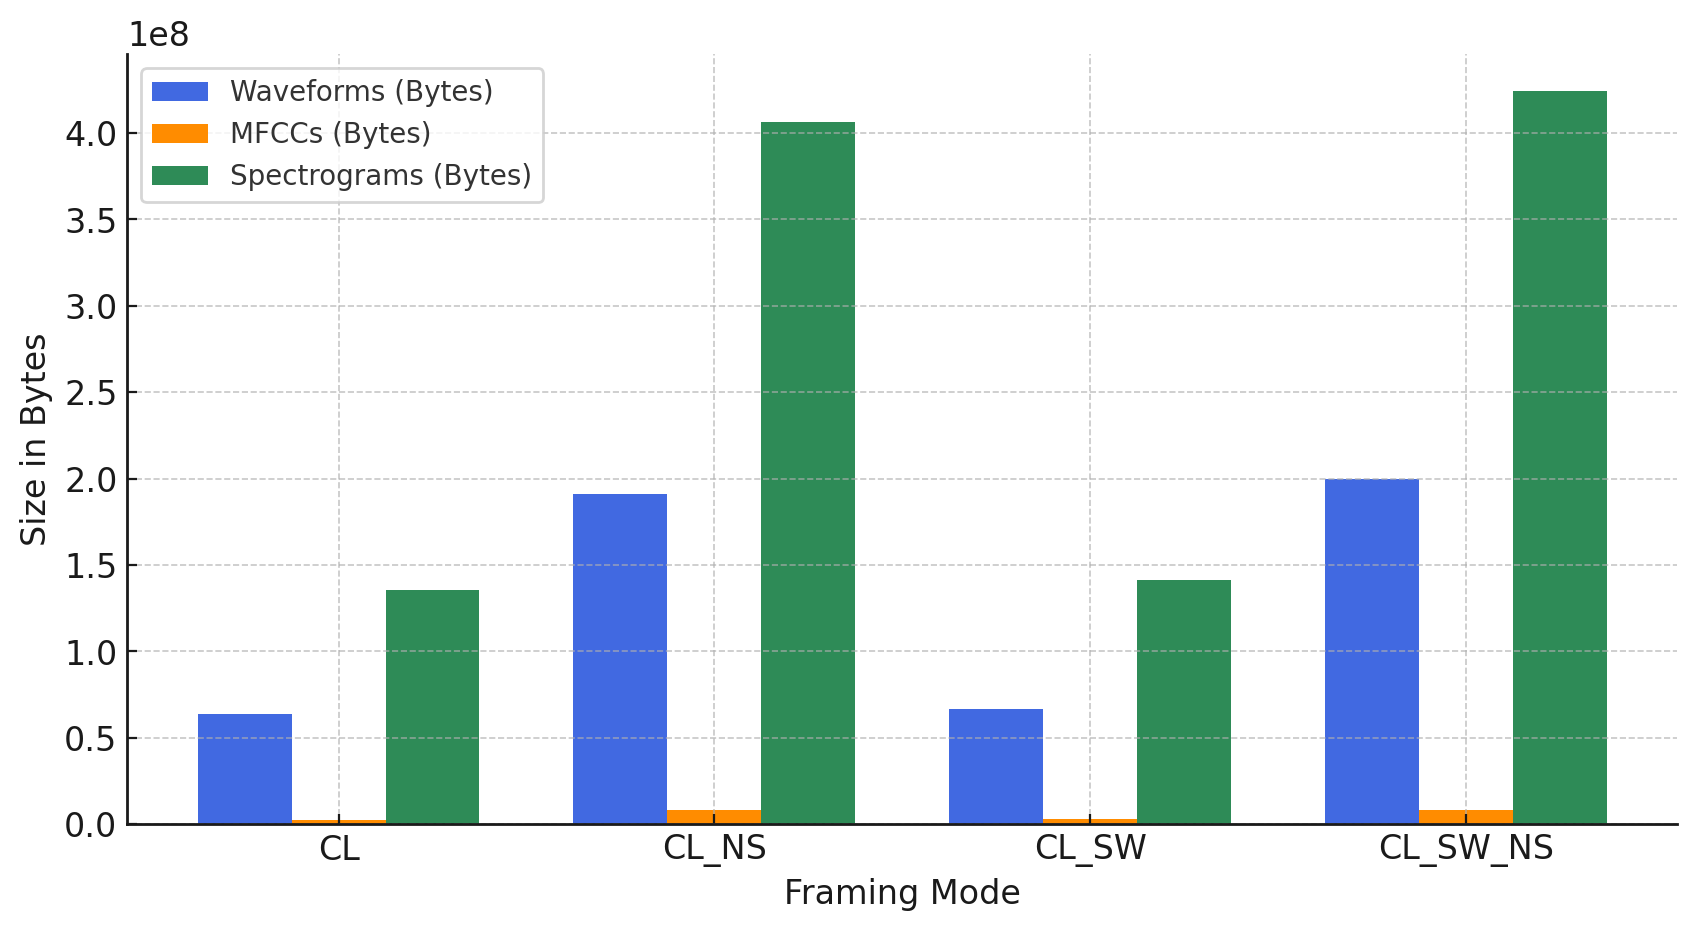 1e8
Waveforms (Bytes)
MFCCs (Bytes)
Spectrograms (Bytes)
4.0
3.5
3.0
2.5
2.0
1.5
1.0
0.5
0.0
Size in Bytes
CL CL_NS CL_SW CL_SW_NS
Framing Mode